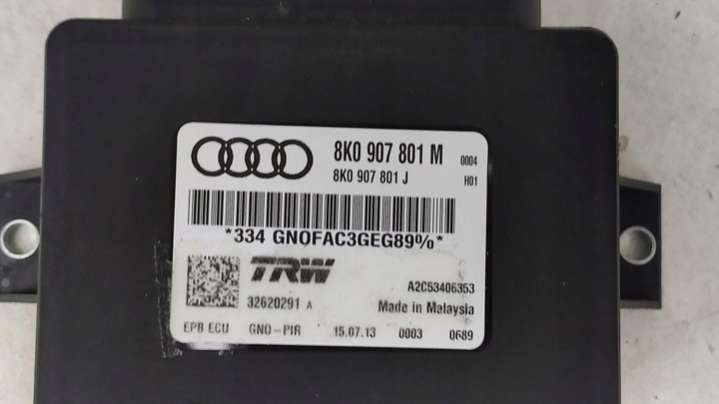 8K0 907 801 M 0004
8K0 907 801 J H01
*334 GNOFAC3GEG89%*
TRW
A2C53406353
32620291 A
Made in Malaysia
EPB ECU GNO-PIR 15.07.13 0003 0689